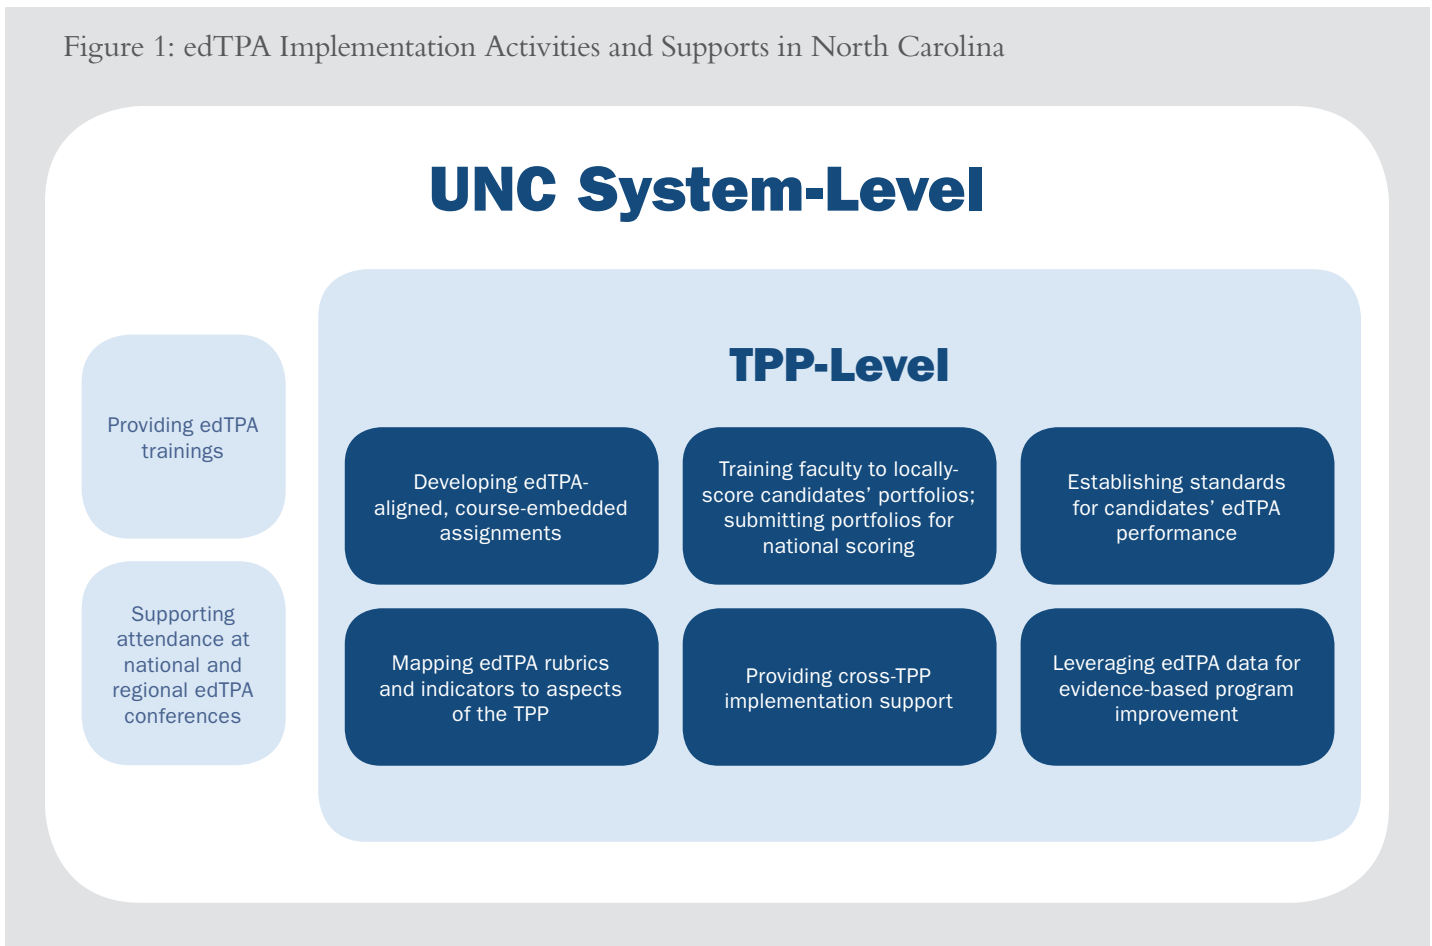 Figure 1: edTPA Implementation Activities and Supports in North Carolina
UNC System-Level
Providing edTPA
trainings
Supporting
attendance at
national and
regional edTPA
conferences
TPP-Level
Developing edTPA-
aligned, course-embedded
assignments
Training faculty to locally-
score candidates’ portfolios;
submitting portfolios for
national scoring
Establishing standards
for candidates’ edTPA
performance
Mapping edTPA rubrics
and indicators to aspects
of the TPP
Providing cross-TPP
implementation support
Leveraging edTPA data for
evidence-based program
improvement